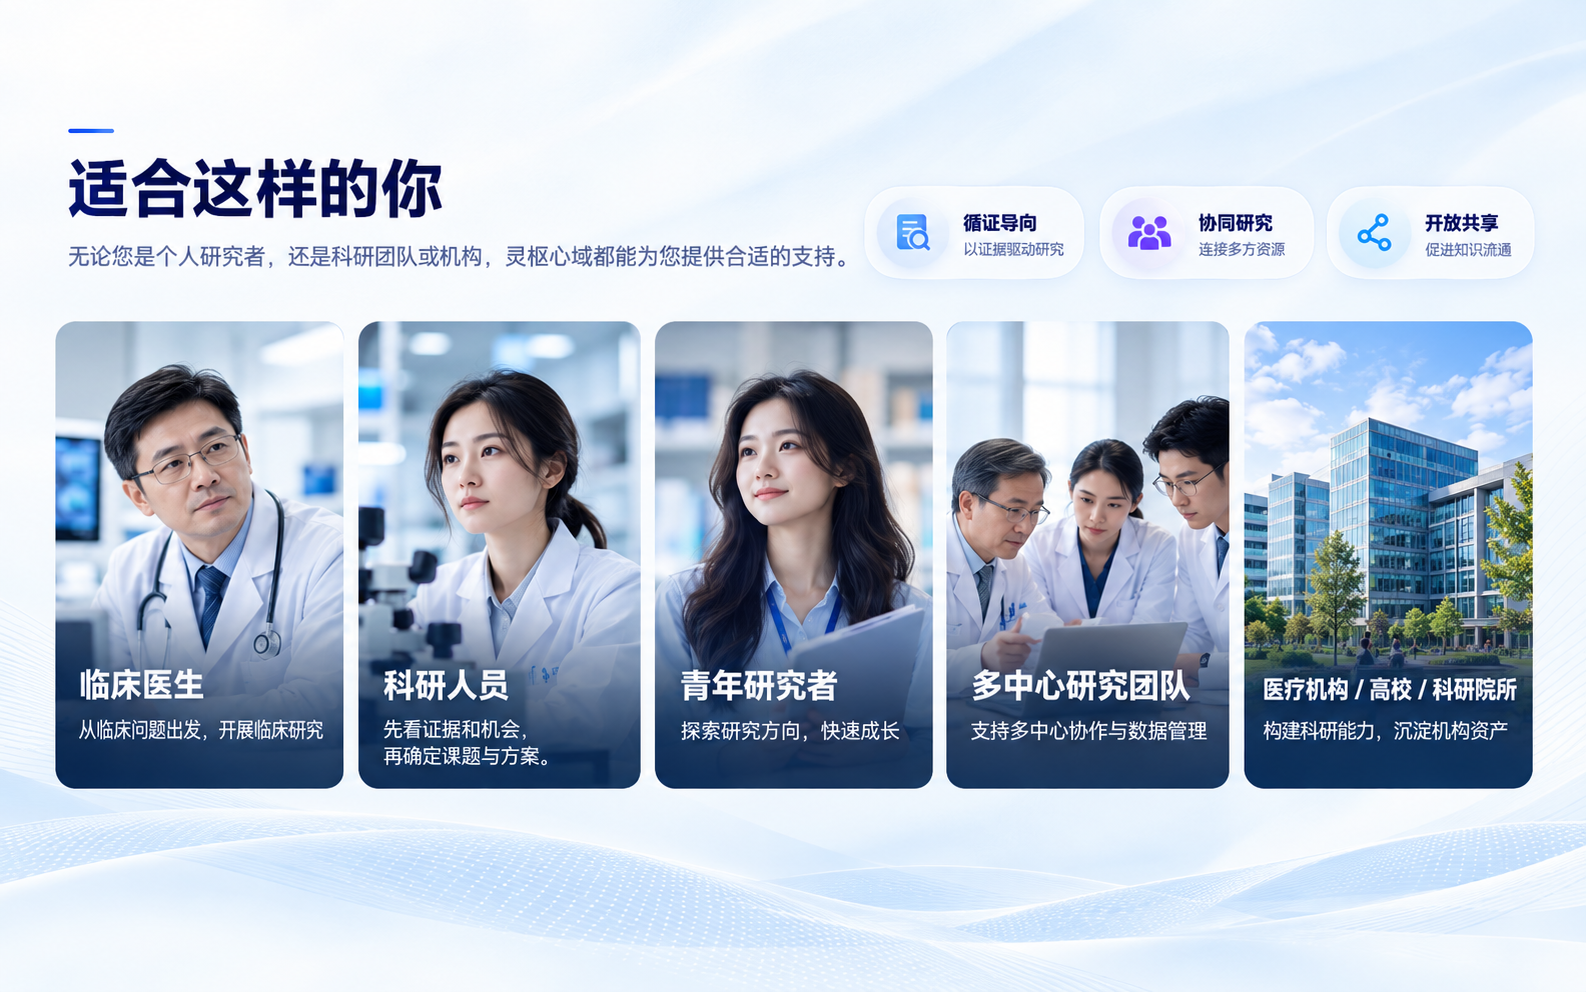 适合这样的你
无论您是个人研究者，还是科研团队或机构，灵枢心域都能为您提供合适的支持。
循证导向
以证据驱动研究
协同研究
连接多方资源
开放共享
促进知识流通
临床医生
从临床问题出发，开展临床研究
科研人员
先看证据和机会，
再确定课题与方案。
青年研究者
探索研究方向，快速成长
多中心研究团队
支持多中心协作与数据管理
医疗机构 / 高校 / 科研院所
构建科研能力，沉淀机构资产